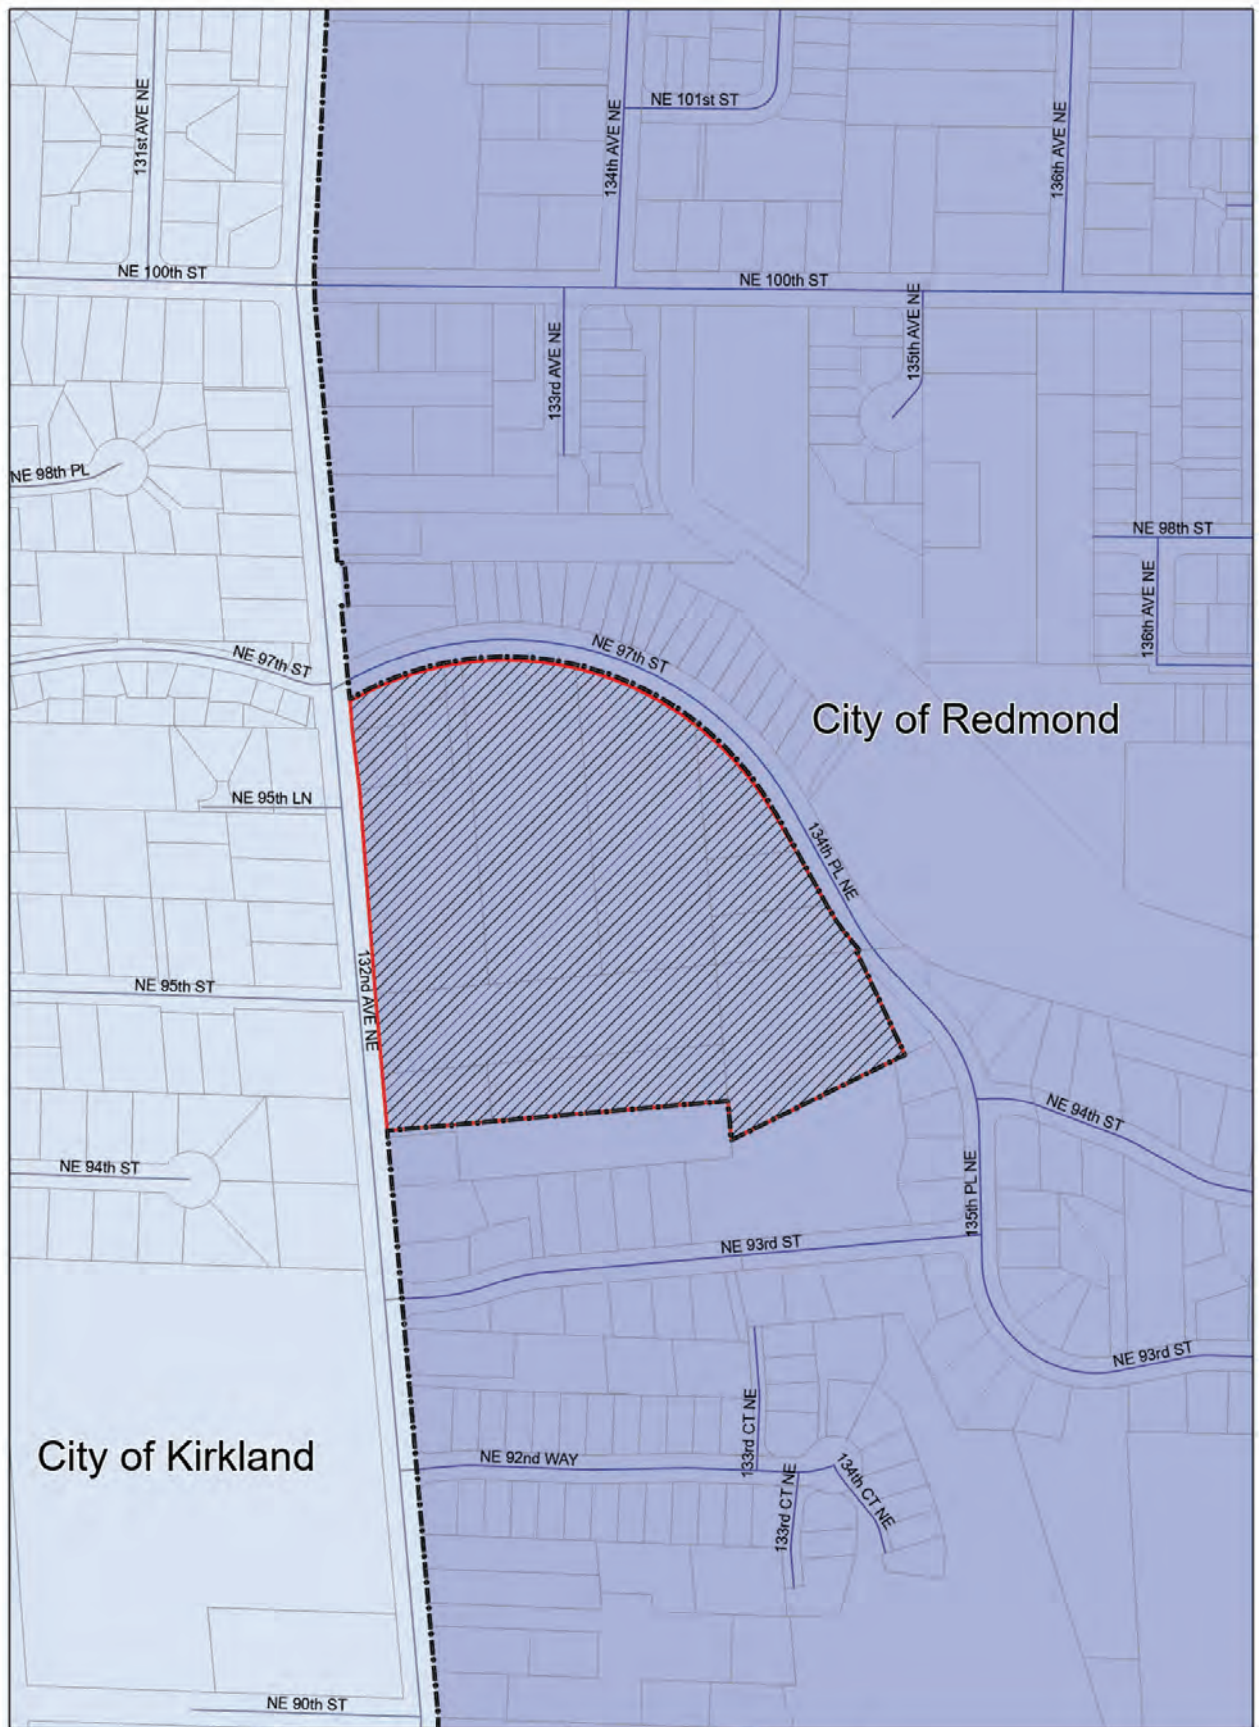 NE 101st ST
131st AVE NE
134th AVE NE
136th AVE NE
NE 100th ST
NE 100th ST
135th AVE NE
133rd AVE NE
NE 98th PL
NE 98th ST
136th AVE NE
NE 97th ST
NE 97th ST
City of Redmond
NE 95th LN
134th PL NE
132nd AVE NE
NE 95th ST
NE 94th ST
NE 94th ST
135th PL NE
NE 93rd ST
NE 93rd ST
133rd CT NE
City of Kirkland
NE 92nd WAY
134th CT NE
133rd CT NE
NE 90th ST